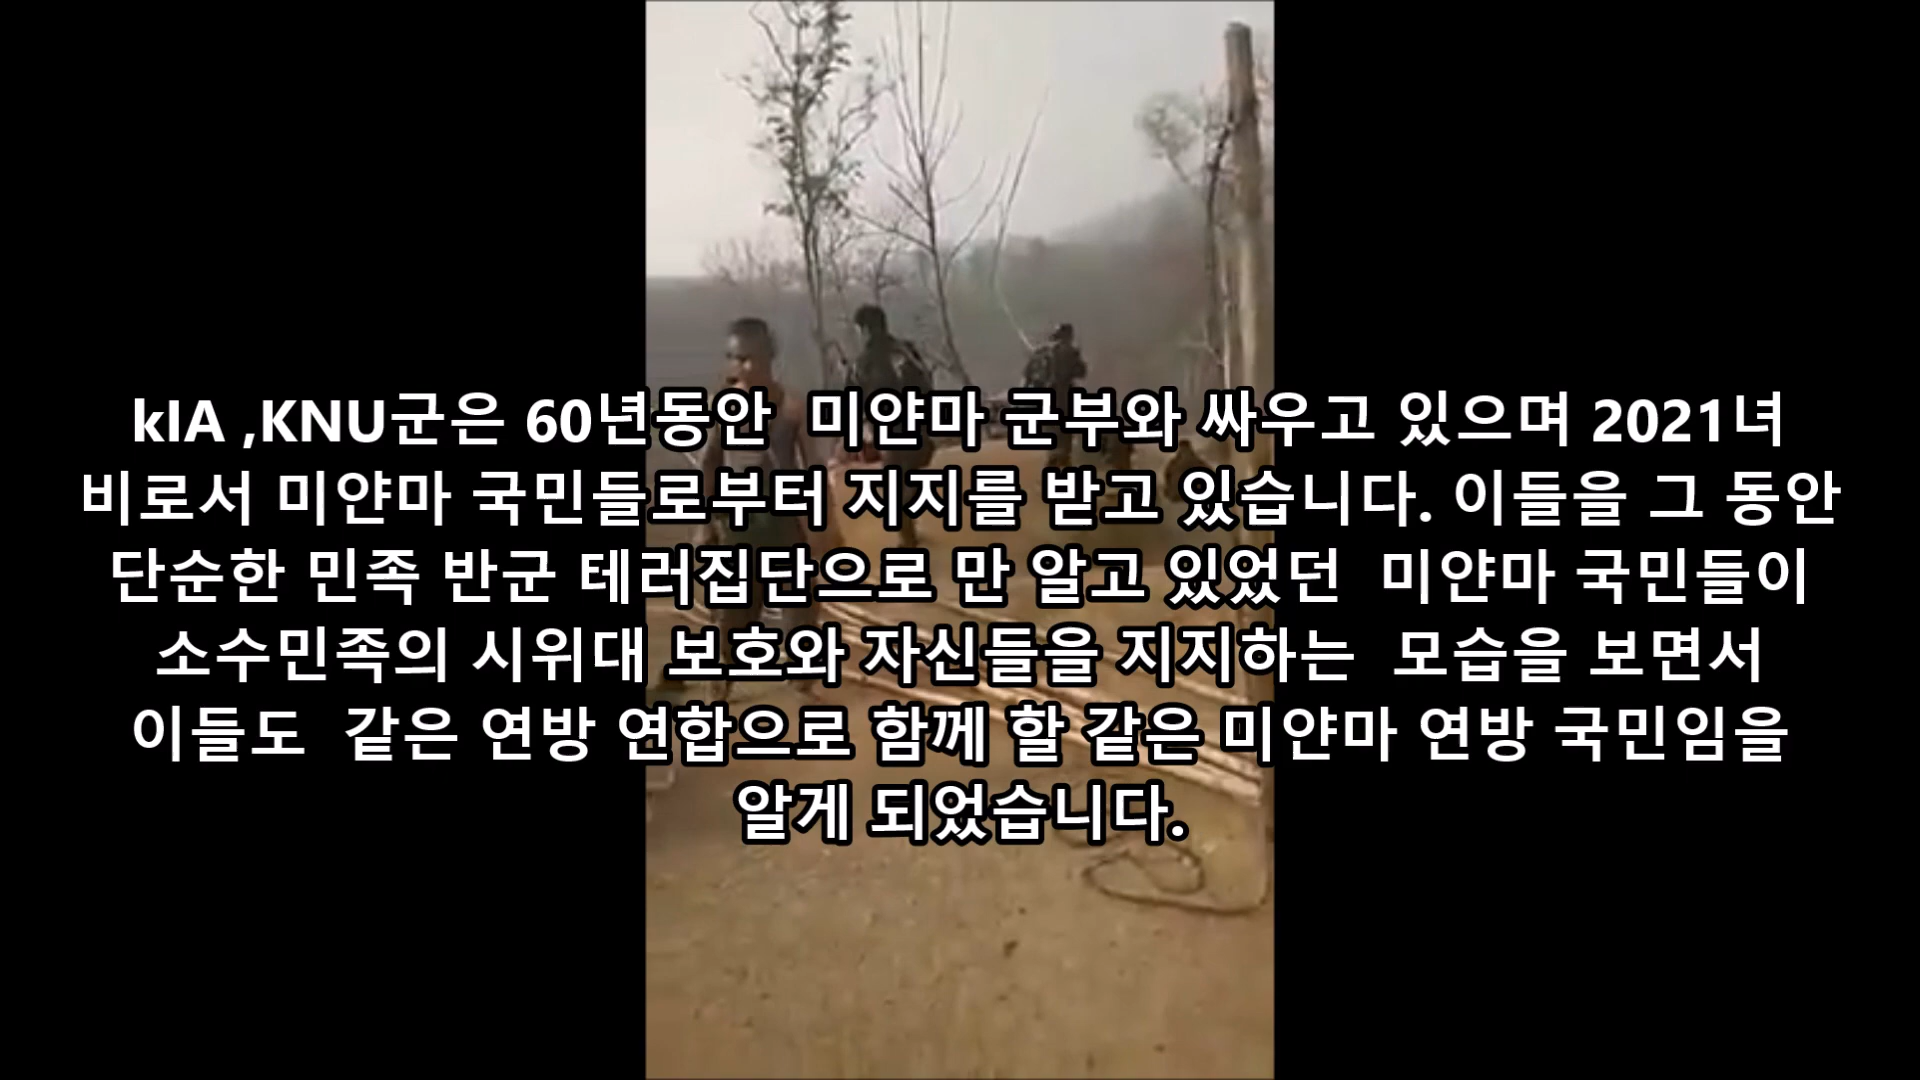 kIA ,KNU군은 60년동안  미얀마 군부와 싸우고 있으며 2021녀
비로서 미얀마 국민들로부터 지지를 받고 있습니다. 이들을 그 동안
단순한 민족 반군 테러집단으로 만 알고 있었던  미얀마 국민들이
소수민족의 시위대 보호와 자신들을 지지하는  모습을 보면서
이들도  같은 연방 연합으로 함께 할 같은 미얀마 연방 국민임을
알게 되었습니다.